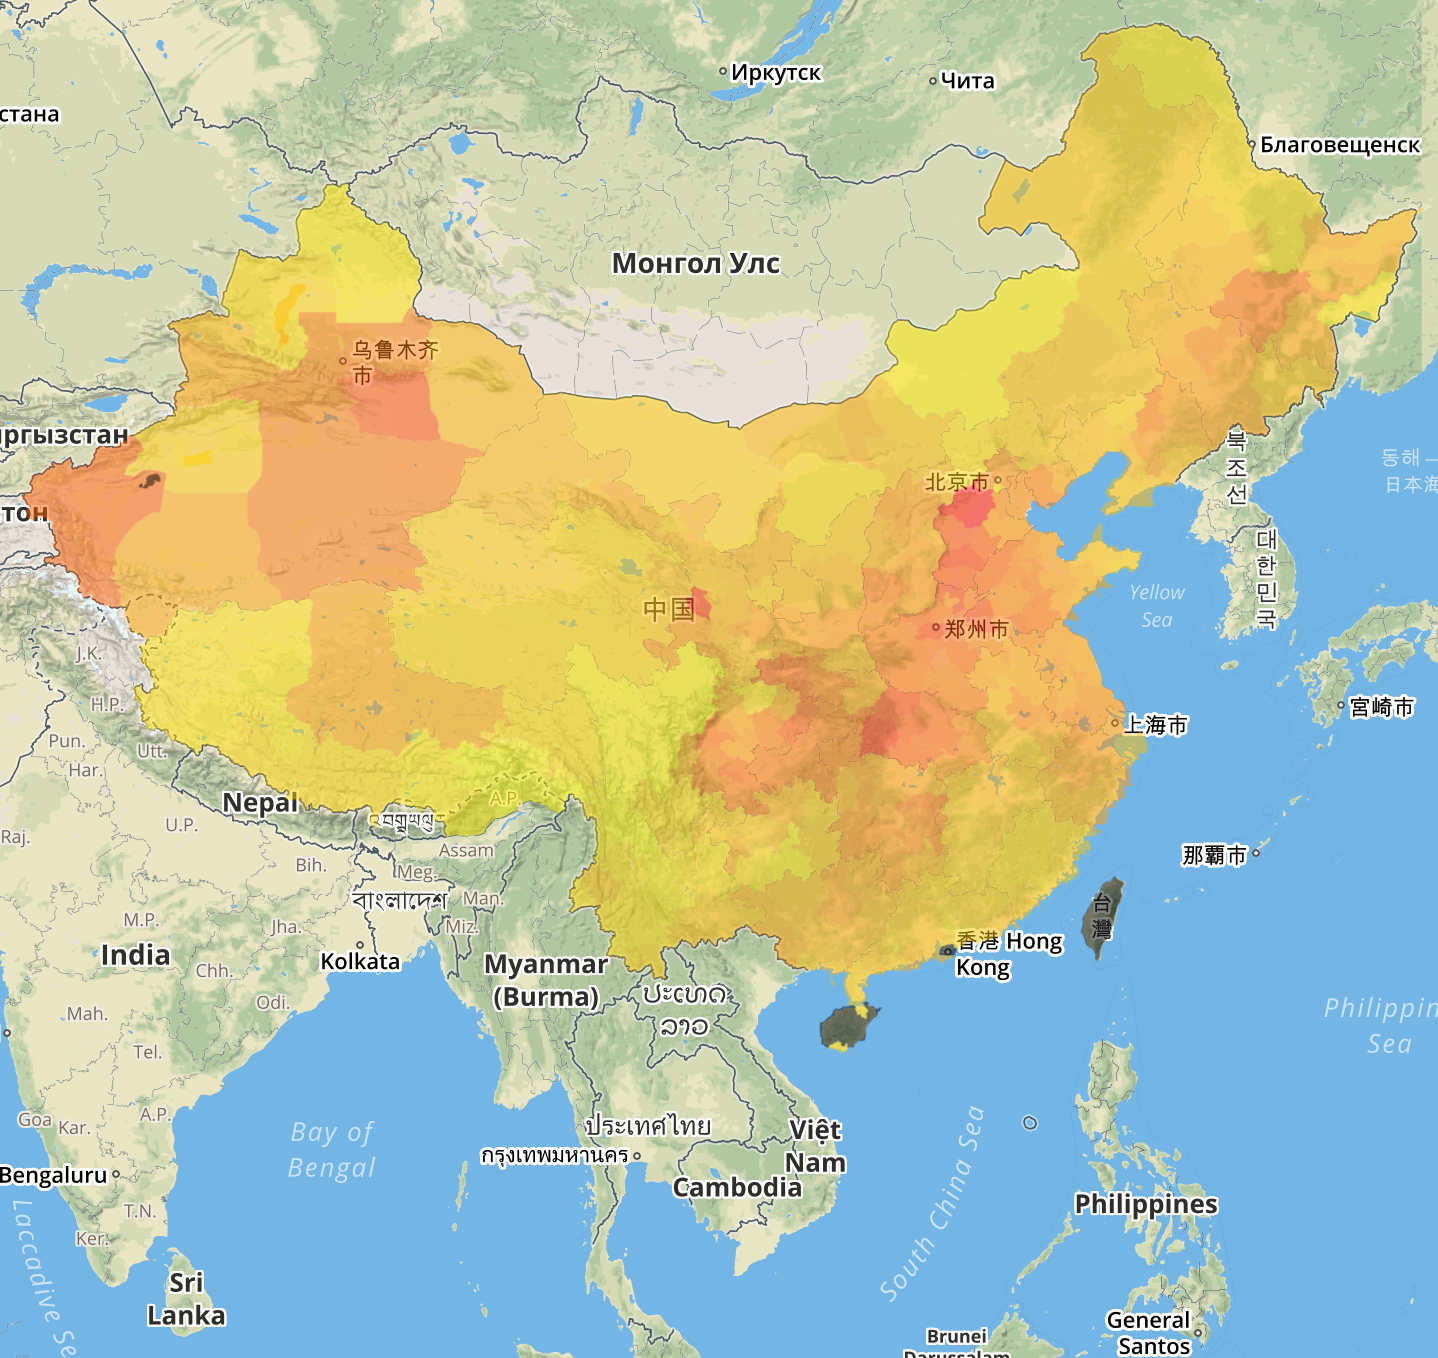 Иркутск
Чита
стана
Благовещенск
Монгол Улс
乌鲁木齐
市
ыргызстан
тон
북
조
선
동해 –
日本海
北京市
대
한
민
국
Yellow
Sea
中国
郑州市
J.K.
H.P.
Pun.
Utt.
Har.
上海市
宮崎市
Nepal
A.P.
U.P.
Raj.
Assam
Bih.
Meg.
বাংলাদেশ
Man.
Miz.
那覇市
台
灣
M.P.
Jha.
India
Kolkata
Chh.
Odi.
Myanmar
(Burma)
香港 Hong
Kong
ປະເທດ
ລາວ
Mah.
Tel.
Philippin
Sea
Goa
Kar.
A.P.
Bay of
Bengal
ประเทศไทย
กรุงเทพมหานคร
Việt
Nam
Bengaluru
T.N.
Ker.
Cambodia
South China Sea
Philippines
Laccadive Se
Sri
Lanka
General
Santos
Brunei
Darussalam